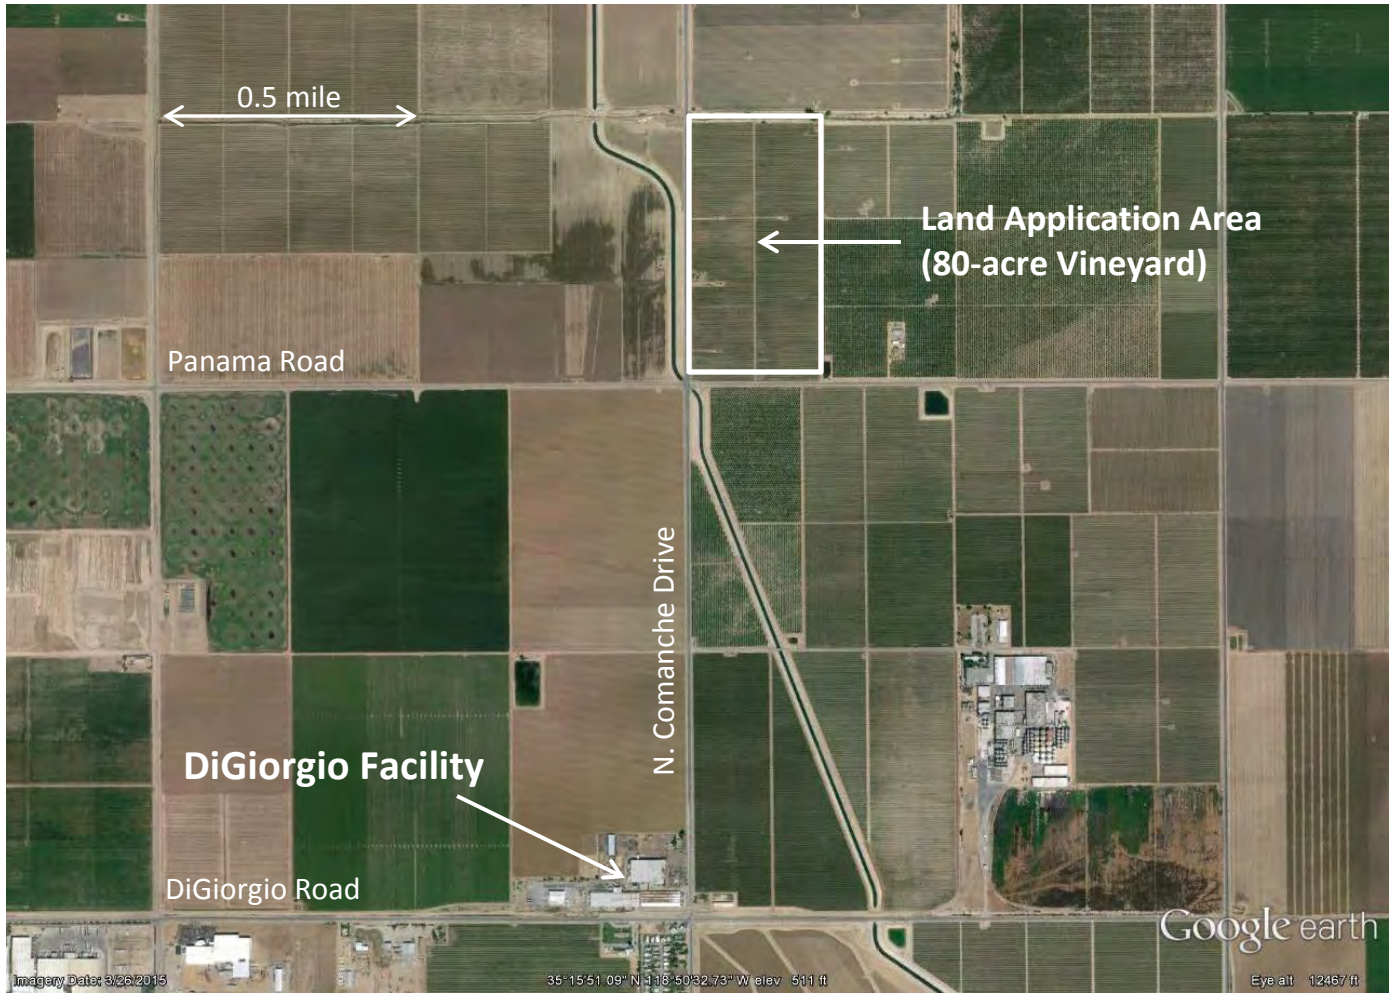 0.5 mile
Land Application Area
(80-acre Vineyard)
Panama Road
N. Comanche Drive
DiGiorgio Facility
DiGiorgio Road
Google earth
Imagery Date: 3/26/2015
35°15'51.09" N 118°50'32.73" W elev 511 ft
Eye alt 12467 ft